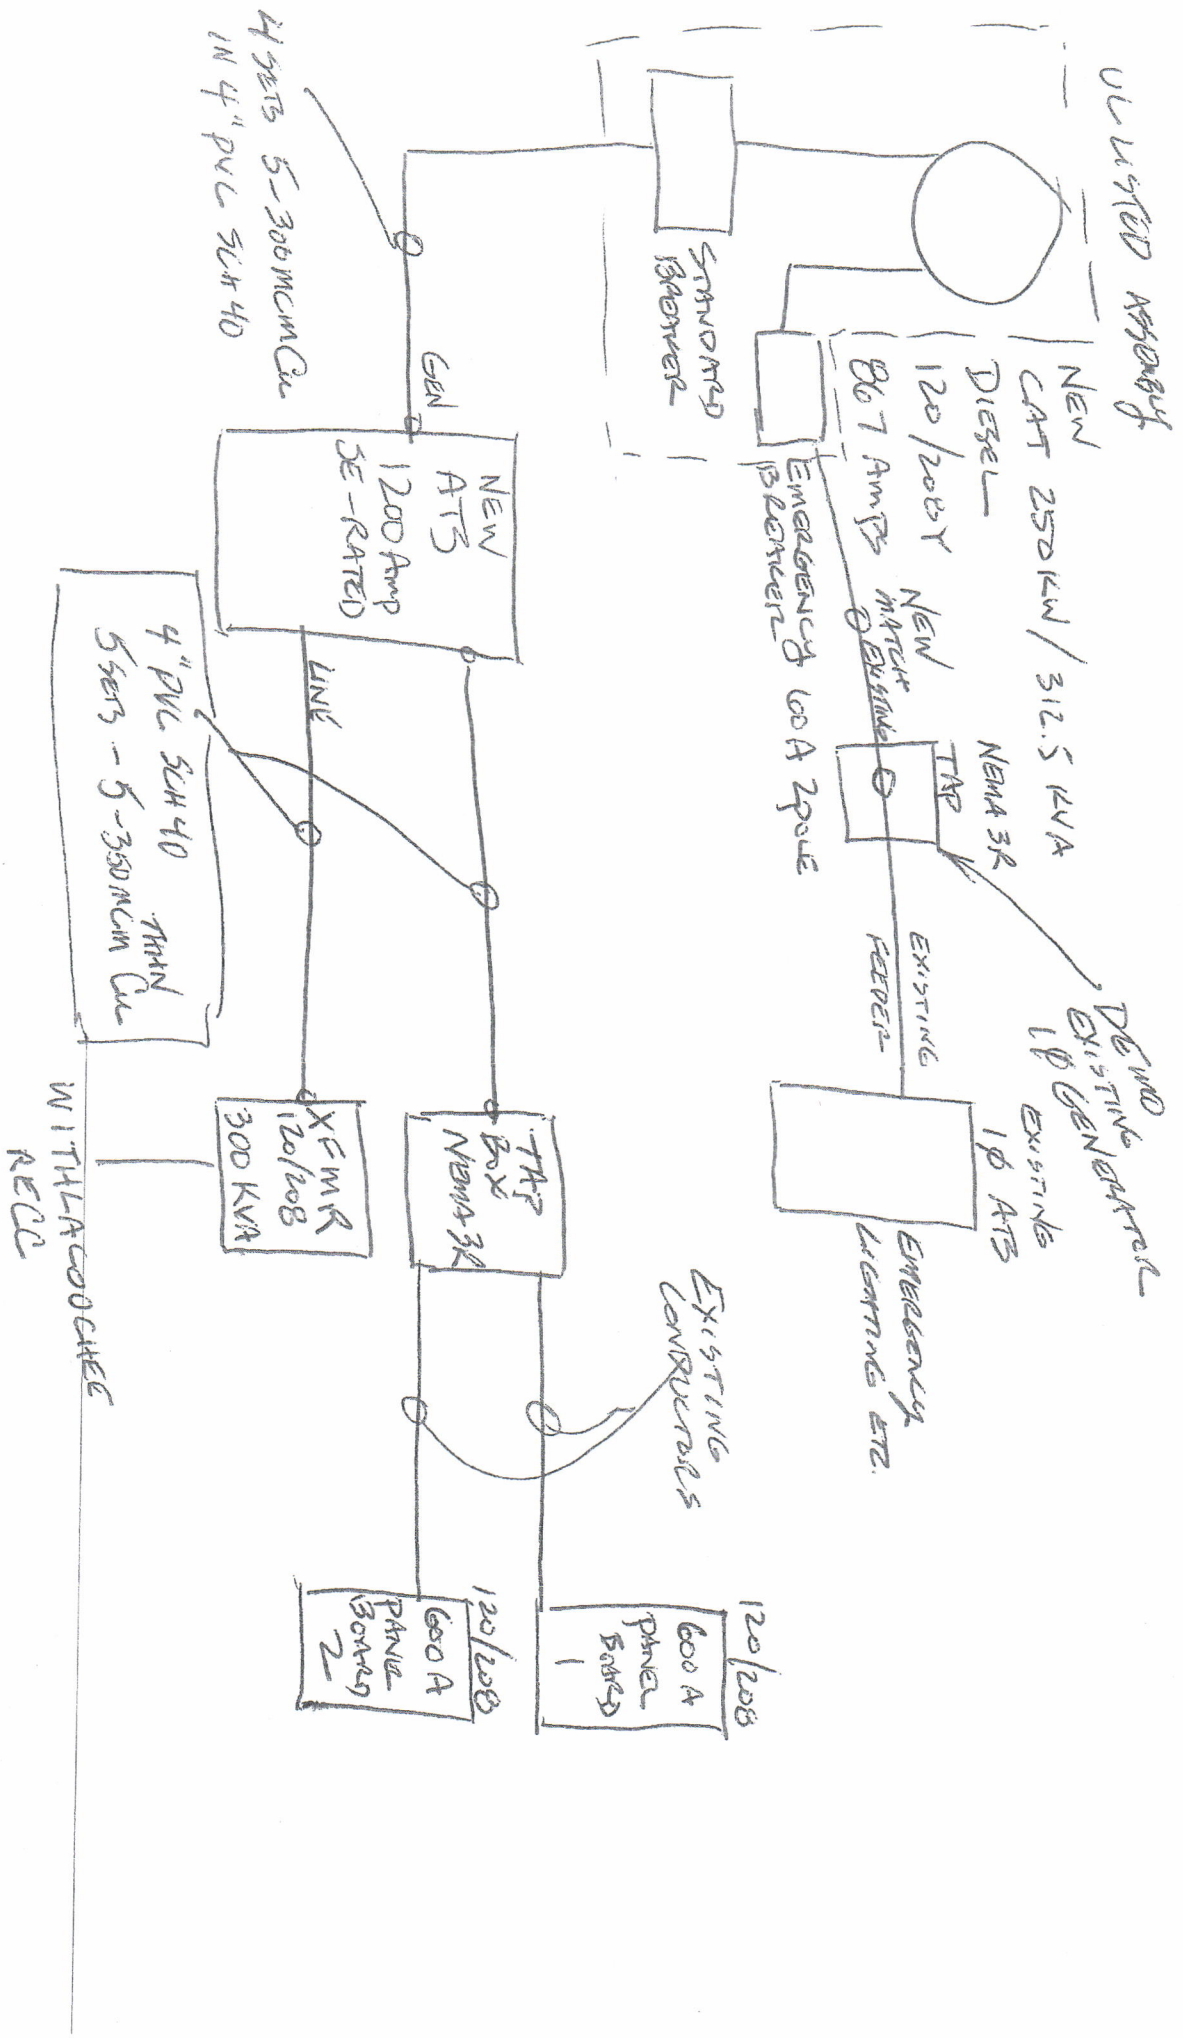 UL LISTED ASSEMBLY
NEW
CAT 250KW / 312.5 KVA
DIESEL
120/208Y
867 AMPS
STANDARD
BREAKER
EMERGENCY 60A 2POLE
BREAKER
NEW
MATCH
EXISTING
NEMA 3R
TAP
DEMO
EXISTING
1Ø GENERATOR
EXISTING
FEEDER
EXISTING
1Ø ATS
EMERGENCY
LIGHTING ETC.
4 SETS 5-300MCM Cu
IN 4" PVC SCH 40
GEN
NEW
ATS
1200 Amp
SE-RATED
LINE
4" PVC SCH 40
THHN
5 SETS - 5-350MCM Cu
TAP
BOX
NEMA 3R
XFMR
120/208
300 KVA
WITHLACOOCHEE
RECC
EXISTING
CONDUCTORS
120/208
600 A
PANEL
BOARD
1
120/208
600 A
PANEL
BOARD
2